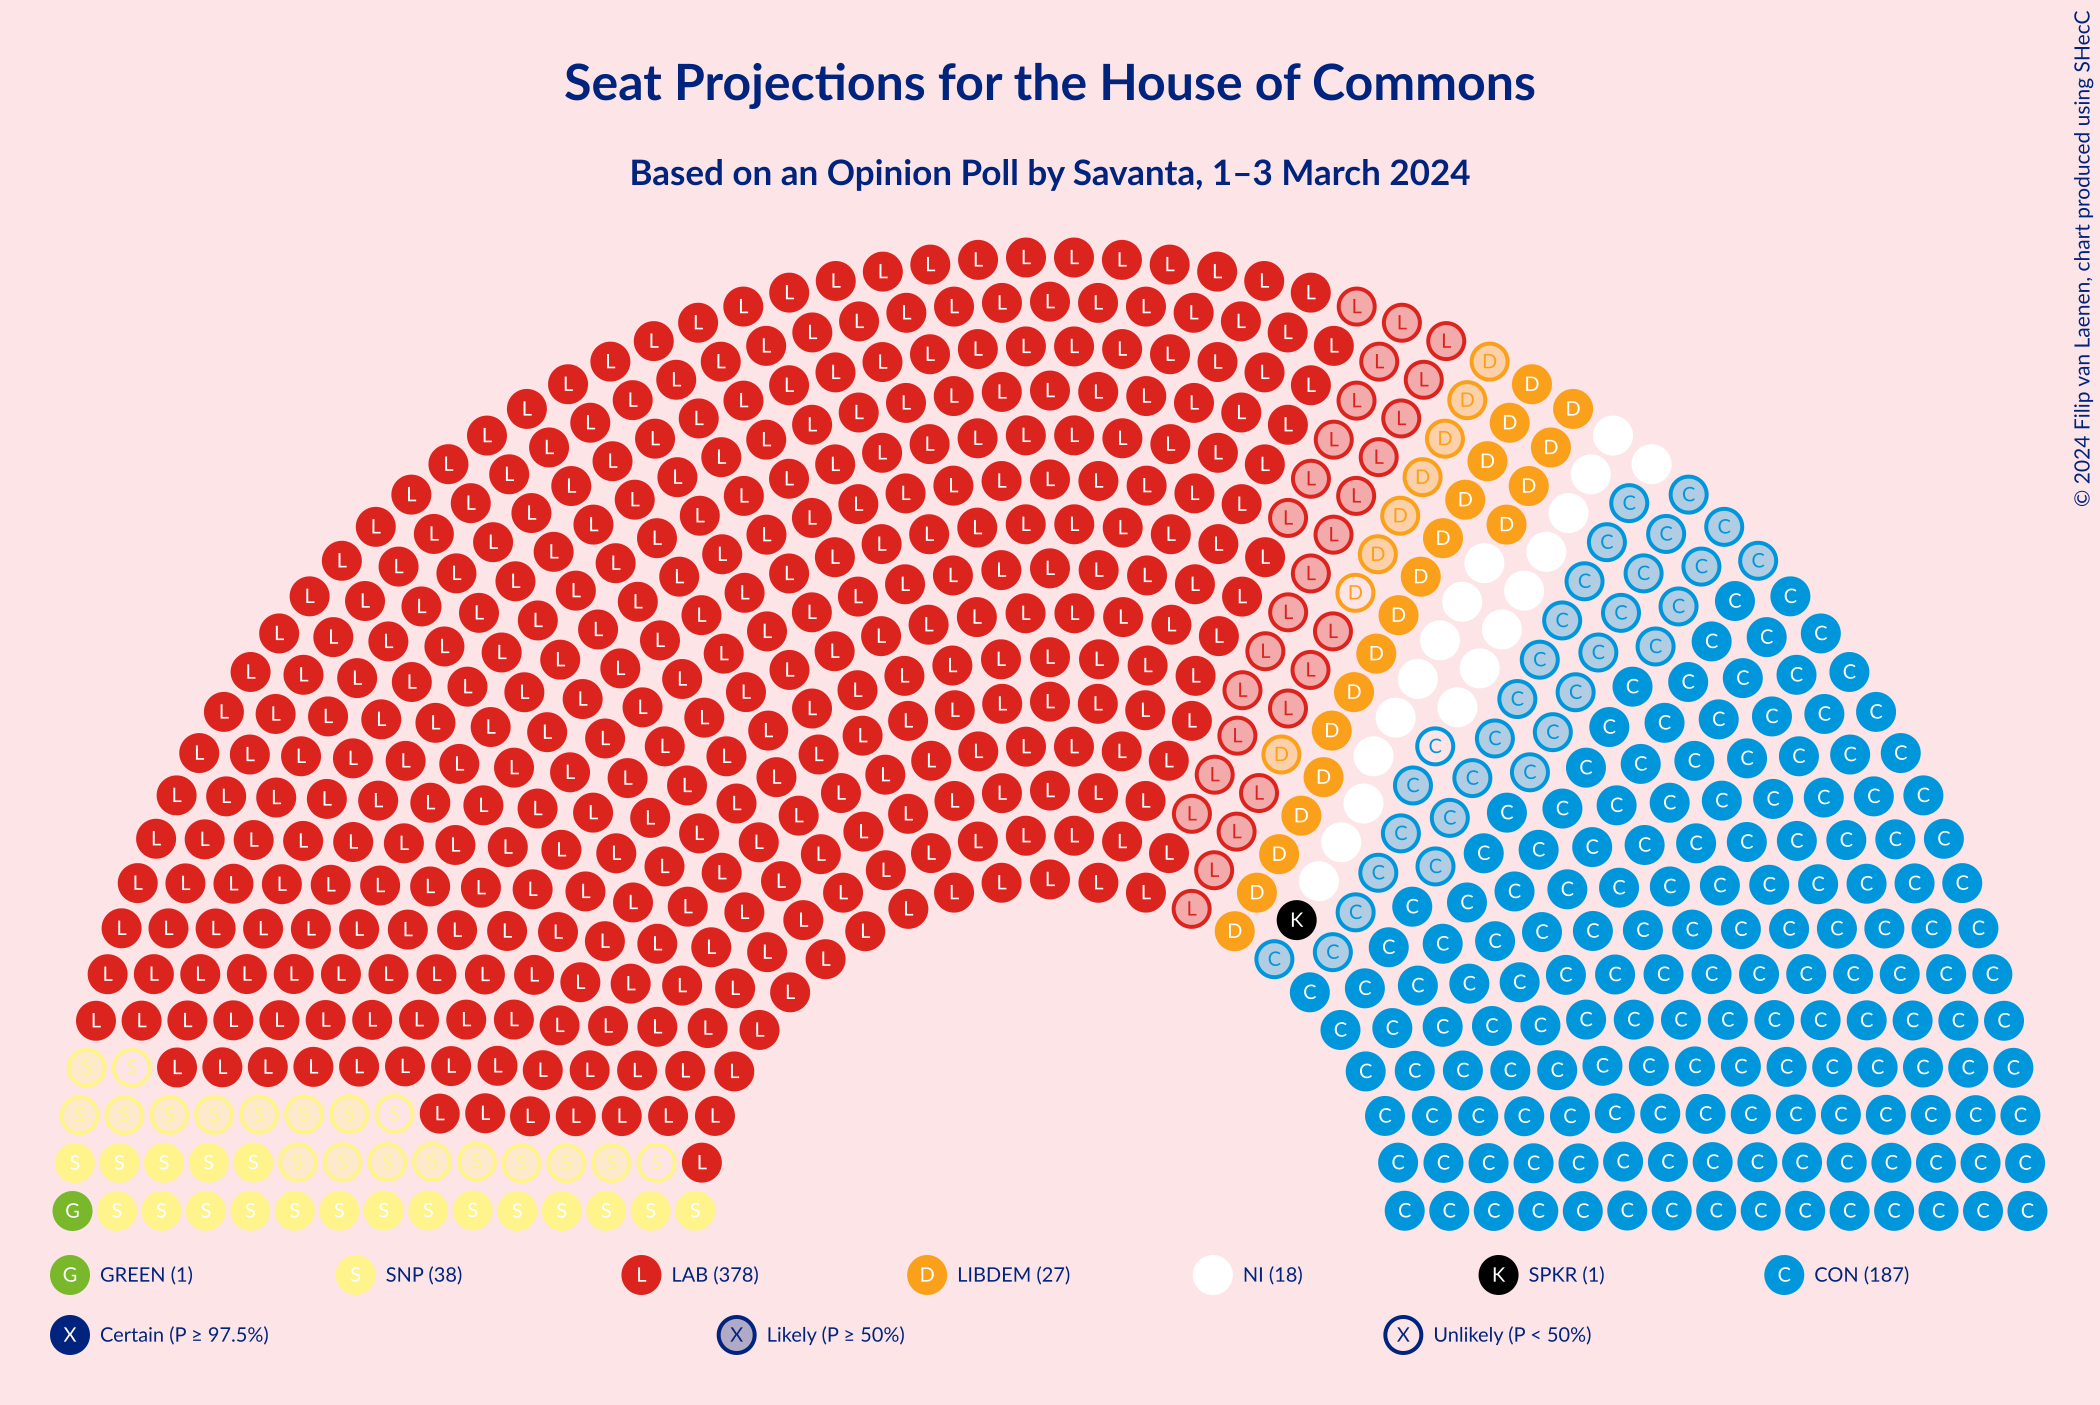 Seat Projections for the House of Commons
Based on an Opinion Poll by Savanta, 1–3 March 2024
© 2024 Filip van Laenen, chart produced using SHecC
G GREEN (1) S SNP (38) L LAB (378) D LIBDEM (27) NI (18) K SPKR (1) C CON (187)
X Certain (P ≥ 97.5%) X Likely (P ≥ 50%) X Unlikely (P < 50%)